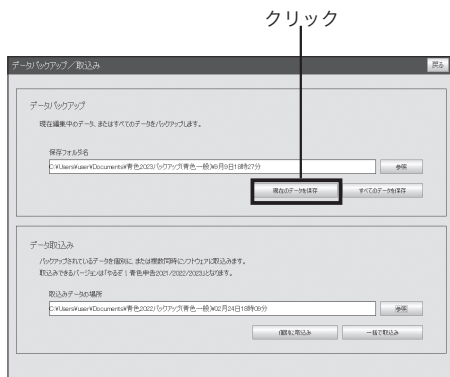 クリック
データバックアップ／取込み
戻る
データバックアップ
現在編集中のデータ、またはすべてのデータをバックアップします。
保存フォルダ名
C:¥Users¥user¥Documents¥青色2023バックアップ(青色一般)¥9月9日18時27分
参照
現在のデータを保存
すべてのデータを保存
データ取込み
バックアップされているデータを個別に、または複数同時にソフトウェアに取込みます。
取込みできるバージョンは「やるぞ！青色申告2021/2022/2023」となります。
取込みデータの場所
C:¥Users¥user¥Documents¥青色2022バックアップ(青色一般)¥02月24日18時09分
参照
個別に取込み
一括で取込み